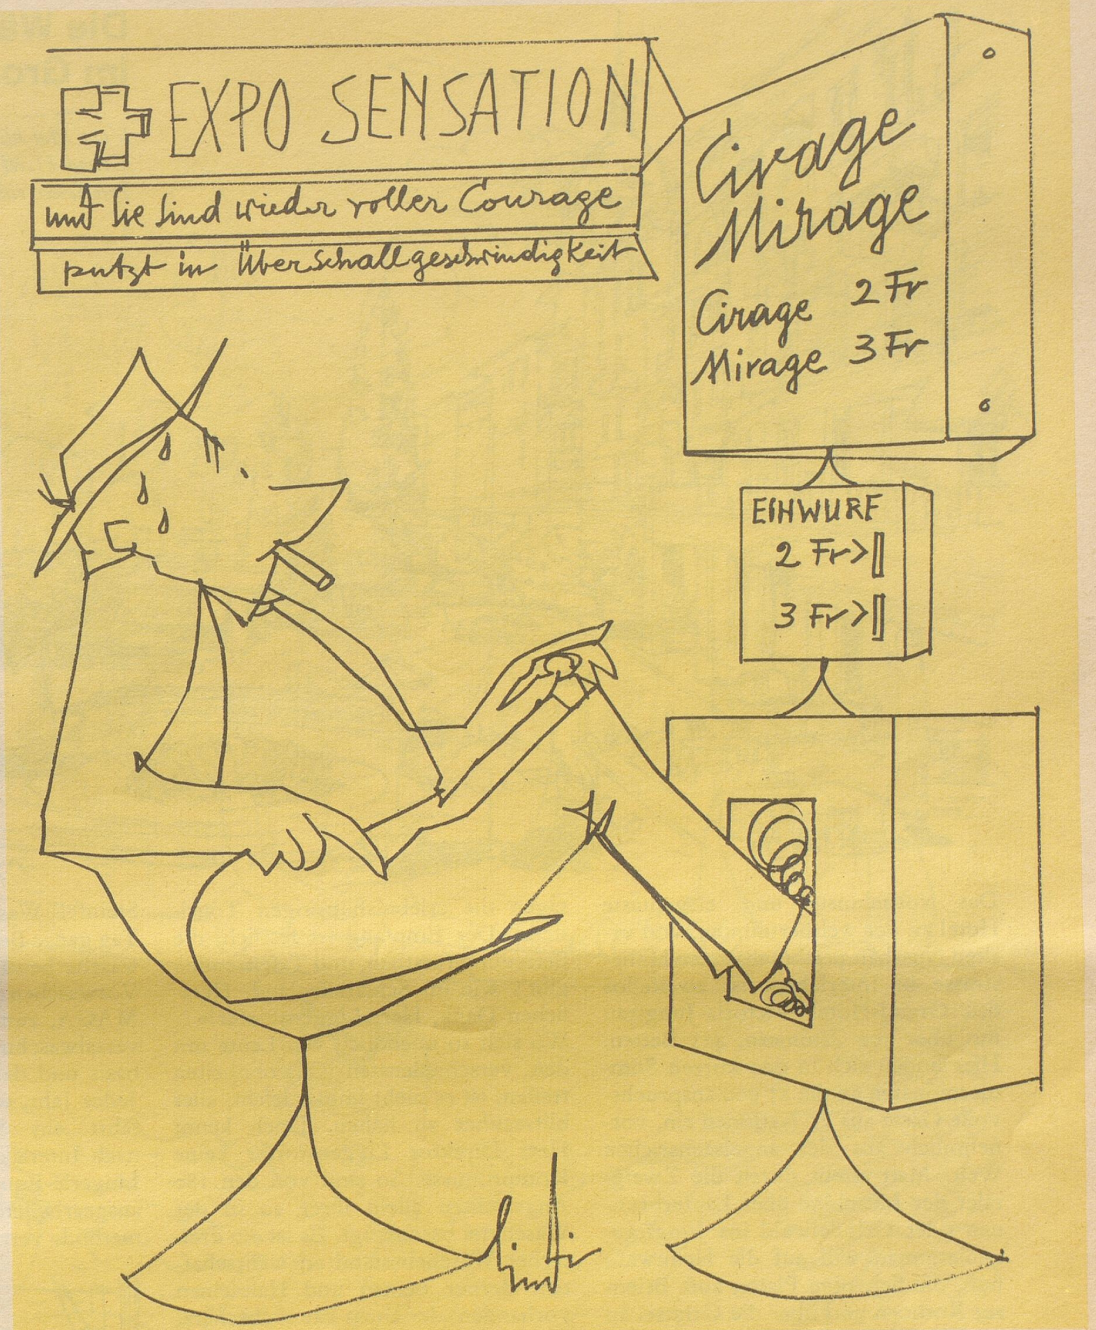 EXPO SENSATION
und Sie sind wieder voller Courage
putzt in Überschallgeschwindigkeit
Cirage
Mirage
Cirage 2 Fr
Mirage 3 Fr
EINWURF
2 Fr >
3 Fr >